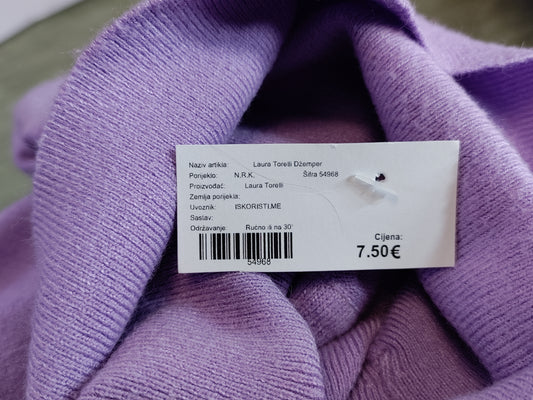 Naziv artikla: Laura Torelli Džemper
Porijeklo: N.R.K. Šifra 54968
Proizvođač: Laura Torelli
Zemlja porijekla:
Uvoznik: ISKORISTI.ME
Sastav:
Održavanje: Ručno na 30°
Cijena:
7.50€
54968